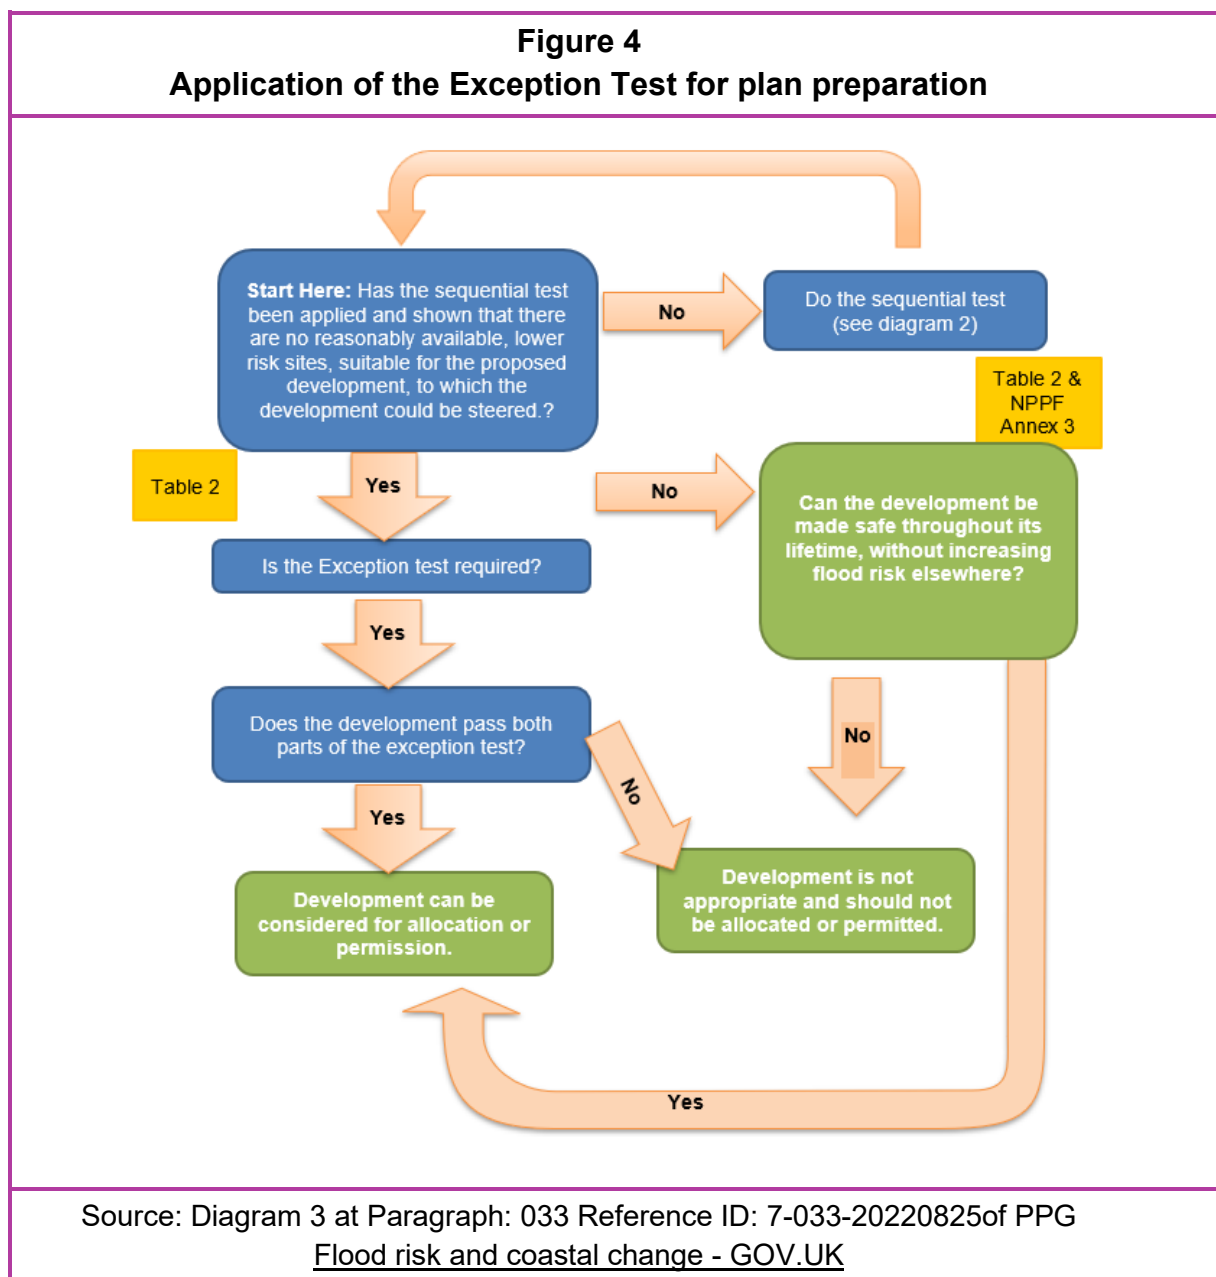 Figure 4
Application of the Exception Test for plan preparation
Start Here: Has the sequential test
been applied and shown that there
are no reasonably available, lower
risk sites, suitable for the proposed
development, to which the
development could be steered.?
No
Do the sequential test
(see diagram 2)
Table 2 &
NPPF
Annex 3
Table 2
Yes
No
Can the development be
made safe throughout its
lifetime, without increasing
flood risk elsewhere?
Is the Exception test required?
Yes
Does the development pass both
parts of the exception test?
No
No
Yes
Development can be
considered for allocation or
permission.
Development is not
appropriate and should not
be allocated or permitted.
Yes
Source: Diagram 3 at Paragraph: 033 Reference ID: 7-033-20220825of PPG
Flood risk and coastal change - GOV.UK